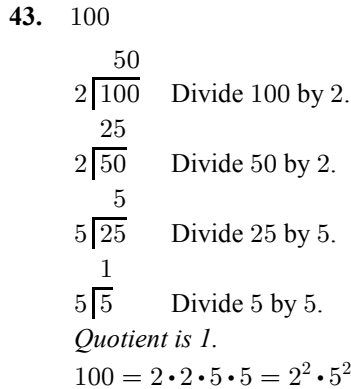 43. 100
50
2 100 Divide 100 by 2.
25
2 50 Divide 50 by 2.
5
5 25 Divide 25 by 5.
1
5 5 Divide 5 by 5.
Quotient is 1.
100 = 2 · 2 · 5 · 5 = 2² · 5²